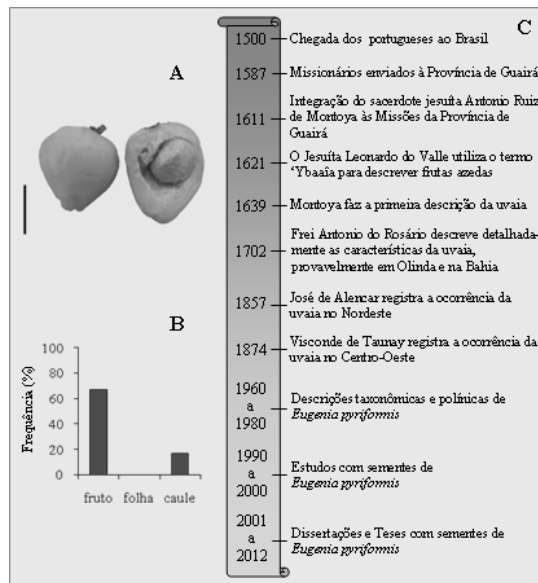 C
1500
Chegada dos portugueses ao Brasil
A
1587
Missionários enviados à Província de Guairá
1611
Integração do sacerdote jesuíta Antonio Ruiz
de Montoya às Missões da Província de
Guairá
1621
O Jesuíta Leonardo do Valle utiliza o termo
‘Ybaaîa para descrever frutas azedas
1639
Montoya faz a primeira descrição da uvaia
1702
Frei Antonio do Rosário descreve detalhada-
mente as características da uvaia,
provavelmente em Olinda e na Bahia
1857
José de Alencar registra a ocorrência da
uvaia no Nordeste
1874
Visconde de Taunay registra a ocorrência da
uvaia no Centro-Oeste
1960
a
1980
Descrições taxonômicas e polínicas de
Eugenia pyriformis
1990
a
2000
Estudos com sementes de
Eugenia pyriformis
2001
a
2012
Dissertações e Teses com sementes de
Eugenia pyriformis
B
Frequência (%)
100
80
60
40
20
0
fruto folha caule